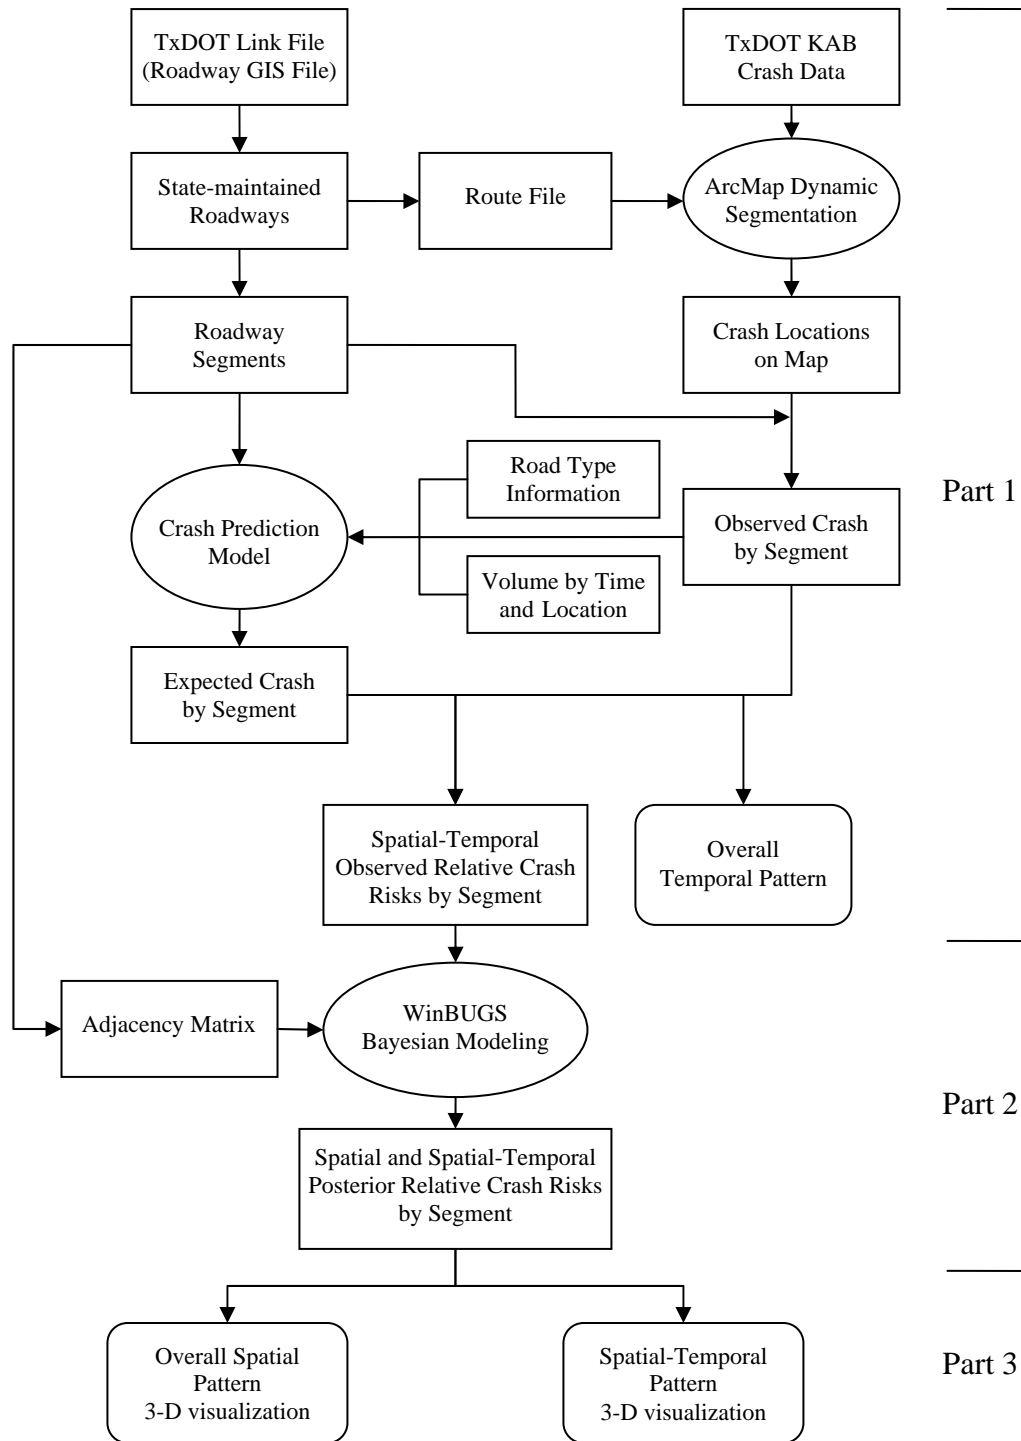 TxDOT Link File
(Roadway GIS File)
TxDOT KAB
Crash Data
State-maintained
Roadways
Route File
ArcMap Dynamic
Segmentation
Roadway
Segments
Crash Locations
on Map
Road Type
Information
Part 1
Crash Prediction
Model
Observed Crash
by Segment
Volume by Time
and Location
Expected Crash
by Segment
Spatial-Temporal
Observed Relative Crash
Risks by Segment
Overall
Temporal Pattern
Adjacency Matrix
WinBUGS
Bayesian Modeling
Part 2
Spatial and Spatial-Temporal
Posterior Relative Crash Risks
by Segment
Overall Spatial
Pattern
3-D visualization
Spatial-Temporal
Pattern
3-D visualization
Part 3